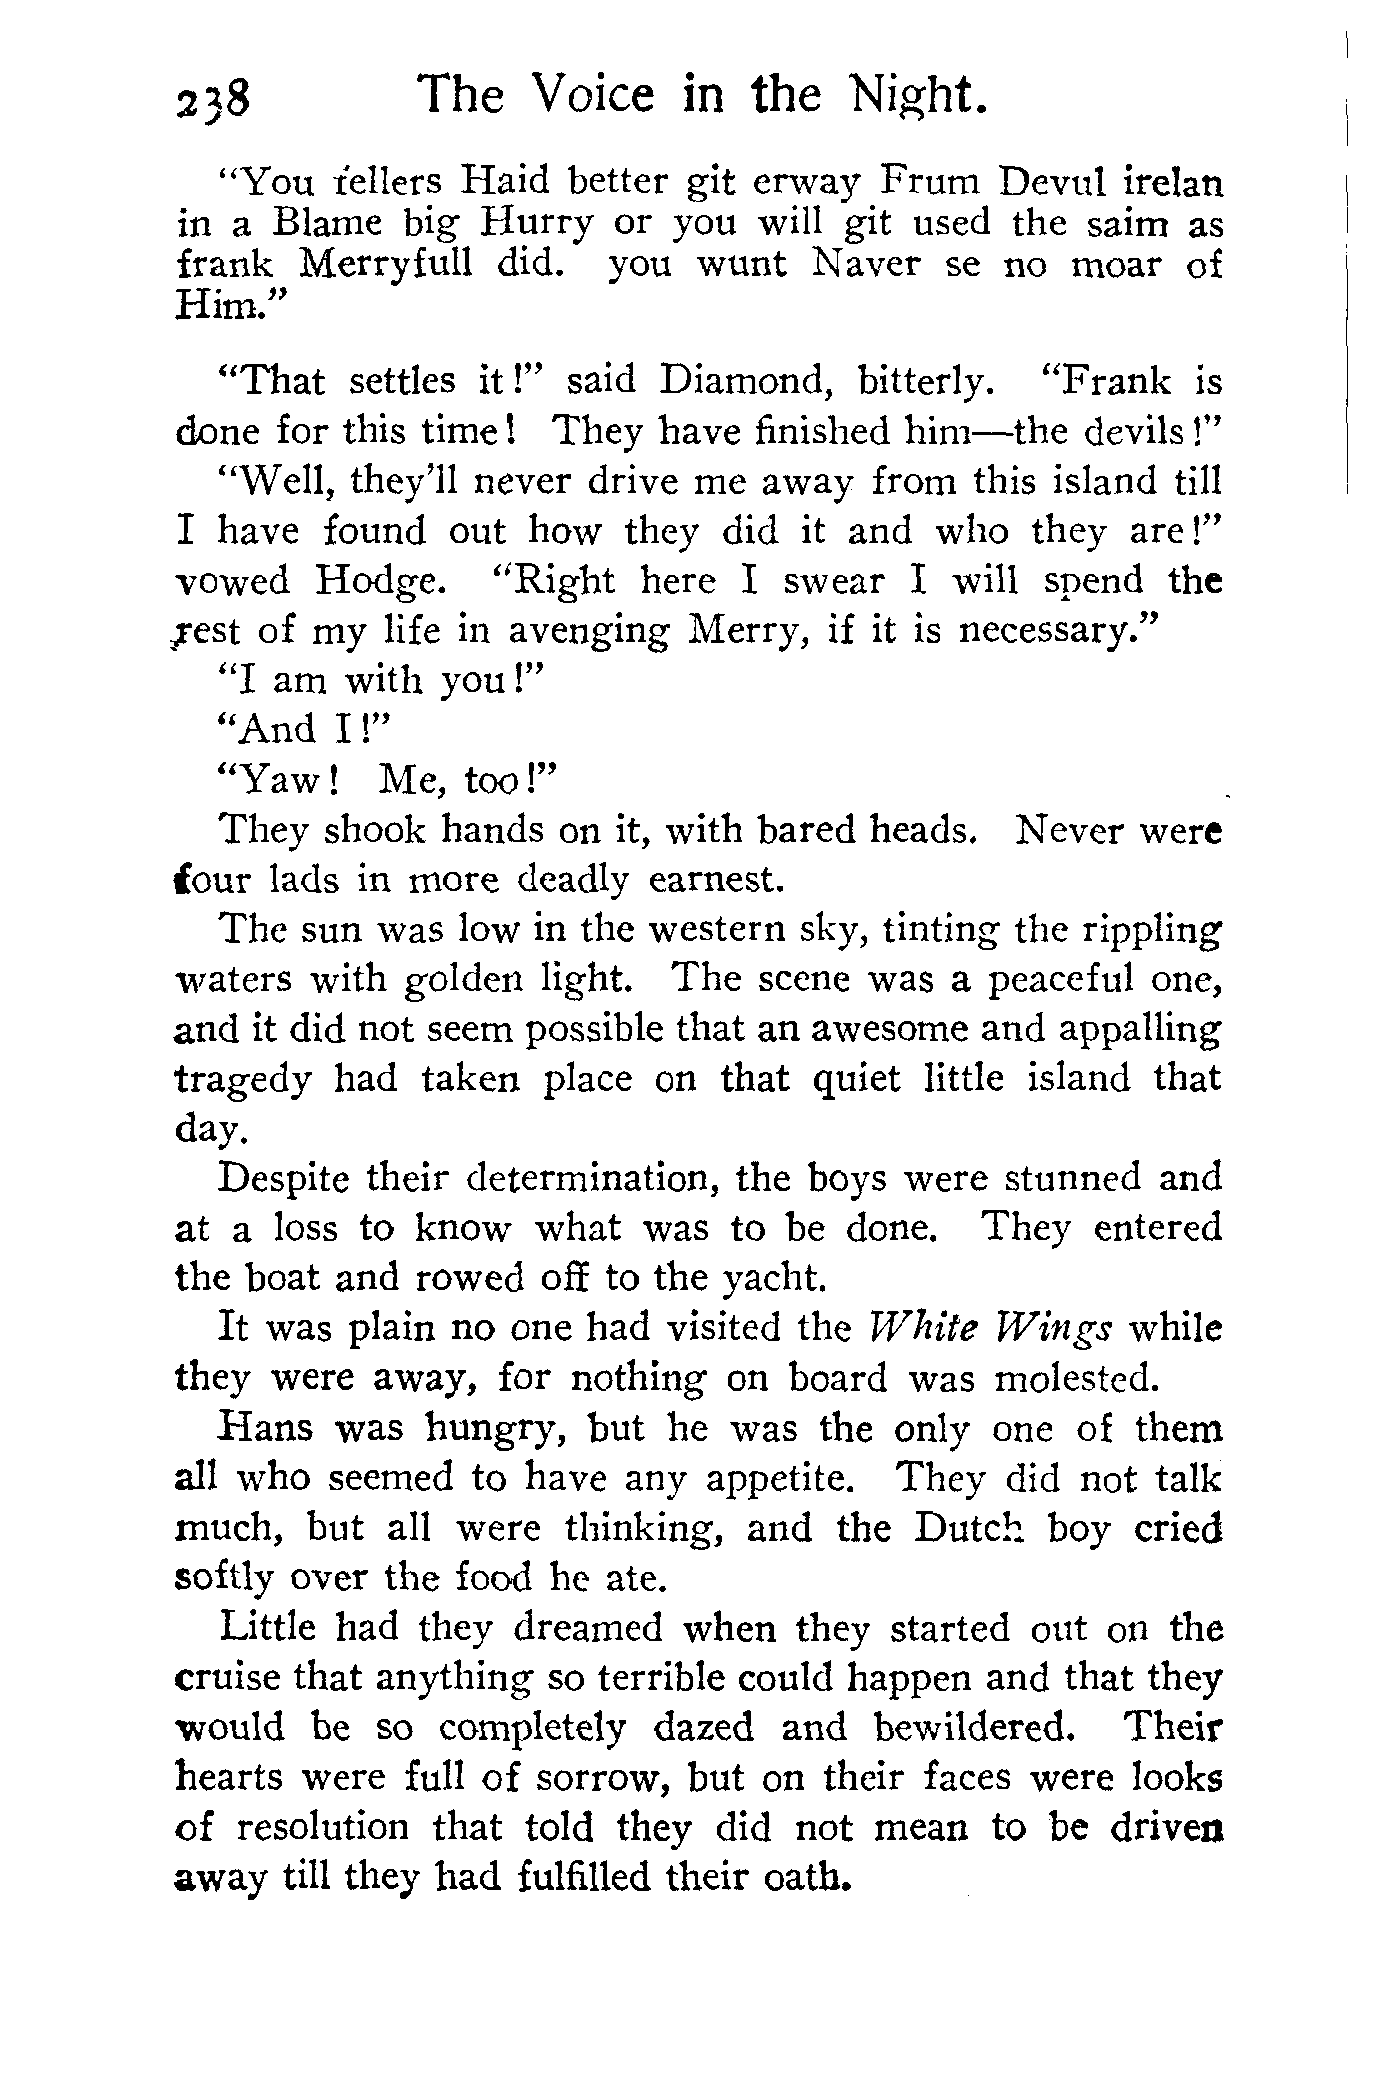 238 The Voice in the Night.
"You fellers Haid better git erway Frum Devul irelan
in a Blame big Hurry or you will git used the saim as
frank Merryfull did. you wunt Naver se no moar of
Him."
"That settles it!" said Diamond, bitterly. "Frank is
done for this time! They have finished him—the devils!"
"Well, they'll never drive me away from this island till
I have found out how they did it and who they are!"
vowed Hodge. "Right here I swear I will spend the
rest of my life in avenging Merry, if it is necessary."
"I am with you!"
"And I!"
"Yaw! Me, too!"
They shook hands on it, with bared heads. Never were
four lads in more deadly earnest.
The sun was low in the western sky, tinting the rippling
waters with golden light. The scene was a peaceful one,
and it did not seem possible that an awesome and appalling
tragedy had taken place on that quiet little island that
day.
Despite their determination, the boys were stunned and
at a loss to know what was to be done. They entered
the boat and rowed off to the yacht.
It was plain no one had visited the White Wings while
they were away, for nothing on board was molested.
Hans was hungry, but he was the only one of them
all who seemed to have any appetite. They did not talk
much, but all were thinking, and the Dutch boy cried
softly over the food he ate.
Little had they dreamed when they started out on the
cruise that anything so terrible could happen and that they
would be so completely dazed and bewildered. Their
hearts were full of sorrow, but on their faces were looks
of resolution that told they did not mean to be driven
away till they had fulfilled their oath.